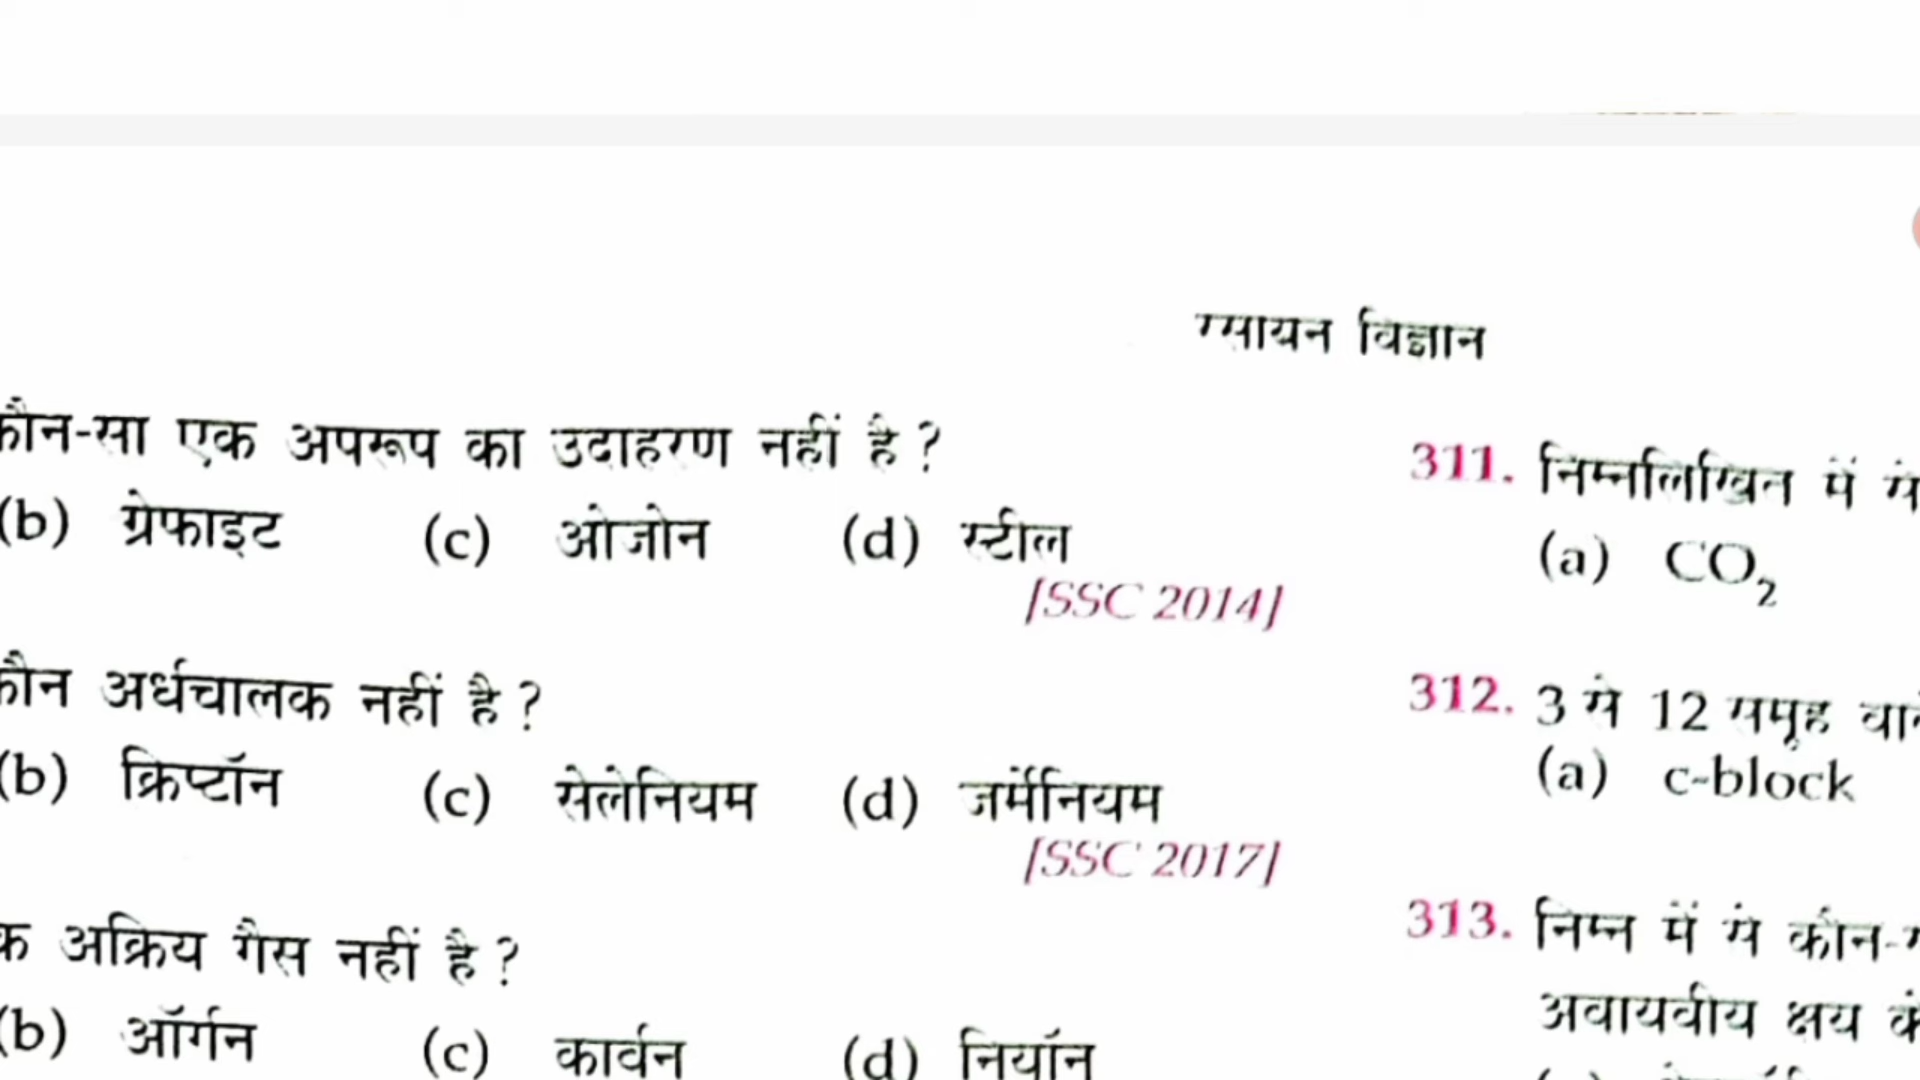 रसायन विज्ञान
कौन-सा एक अपरूप का उदाहरण नहीं है ?
(b) ग्रेफाइट (c) ओजोन (d) स्टील
[SSC 2014]
कौन अर्धचालक नहीं है ?
(b) क्रिप्टॉन (c) सेलेनियम (d) जर्मेनियम
[SSC 2017]
क अक्रिय गैस नहीं है ?
(b) ऑर्गन (c) कार्बन (d) नियॉन
311. निम्नलिखित में से
(a) CO₂
312. 3 से 12 समूह
(a) c-block
313. निम्न में से कौन-
अवायवीय क्षय